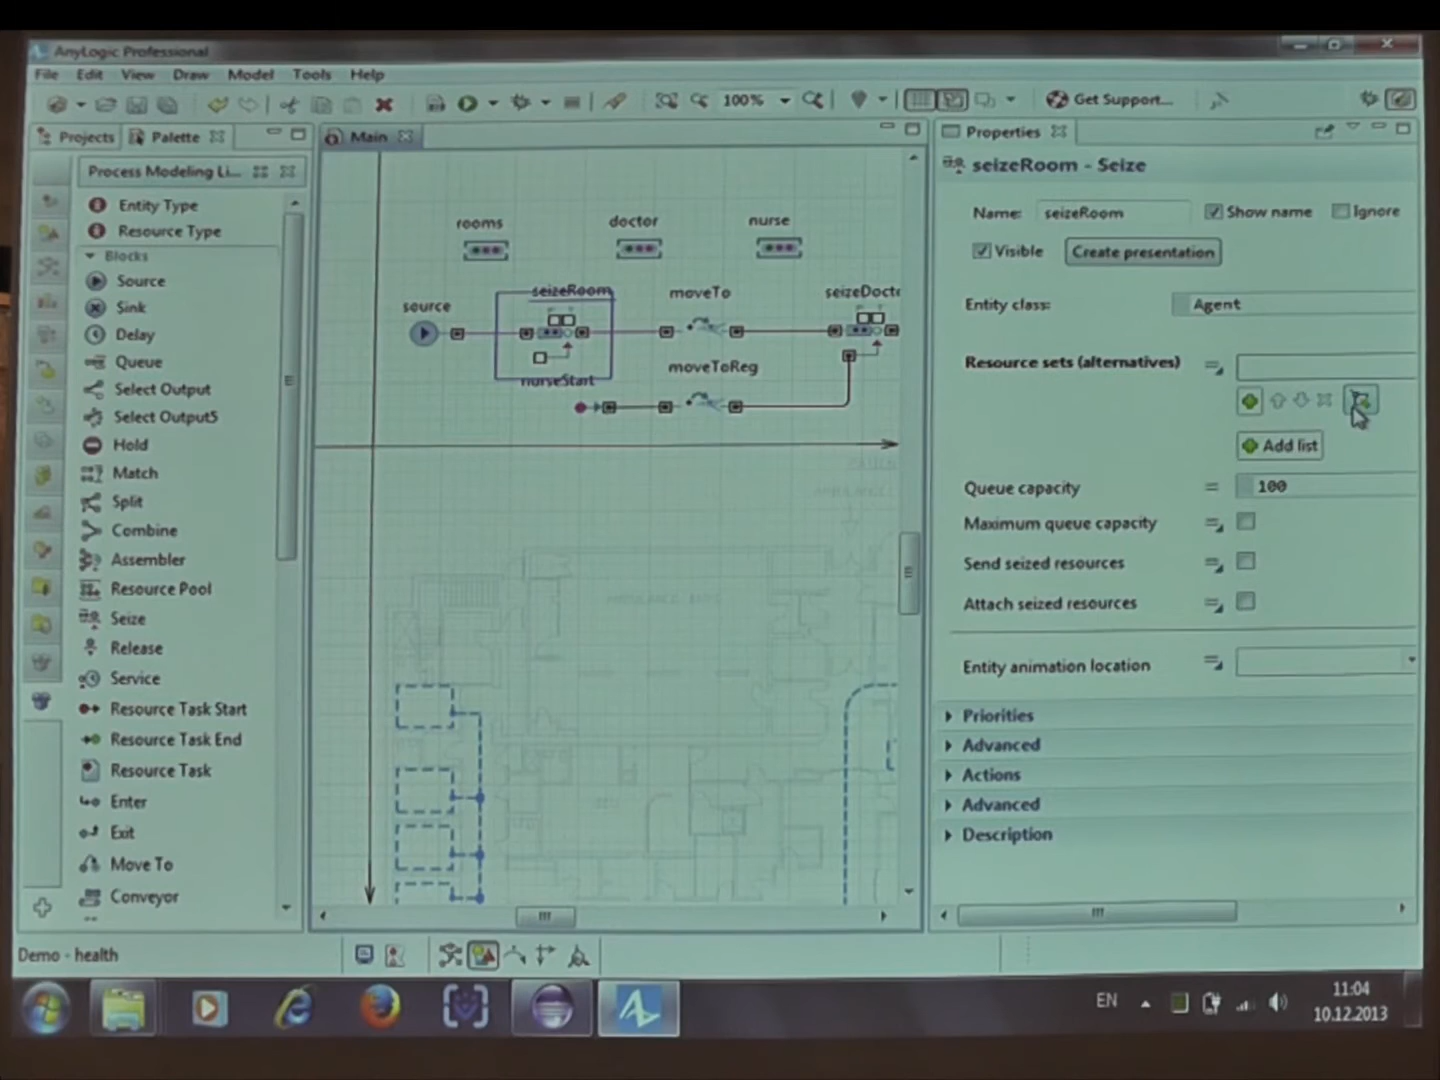 AnyLogic Professional
File Edit View Draw Model Tools Help
100%
Get Support...
Projects
Palette
Process Modeling Li...
Entity Type
Resource Type
Blocks
Source
Sink
Delay
Queue
Select Output
Select Output5
Hold
Match
Split
Combine
Assembler
Resource Pool
Seize
Release
Service
Resource Task Start
Resource Task End
Resource Task
Enter
Exit
Move To
Conveyor
Main
rooms
doctor
nurse
source
seizeRoom
moveTo
seizeDoctc
nurseStart
moveToReg
Properties
seizeRoom - Seize
Name: seizeRoom Show name Ignore
Visible Create presentation
Entity class: Agent
Resource sets (alternatives)
Add list
Queue capacity = 100
Maximum queue capacity
Send seized resources
Attach seized resources
Entity animation location
Priorities
Advanced
Actions
Advanced
Description
Demo - health
EN
11:04
10.12.2013